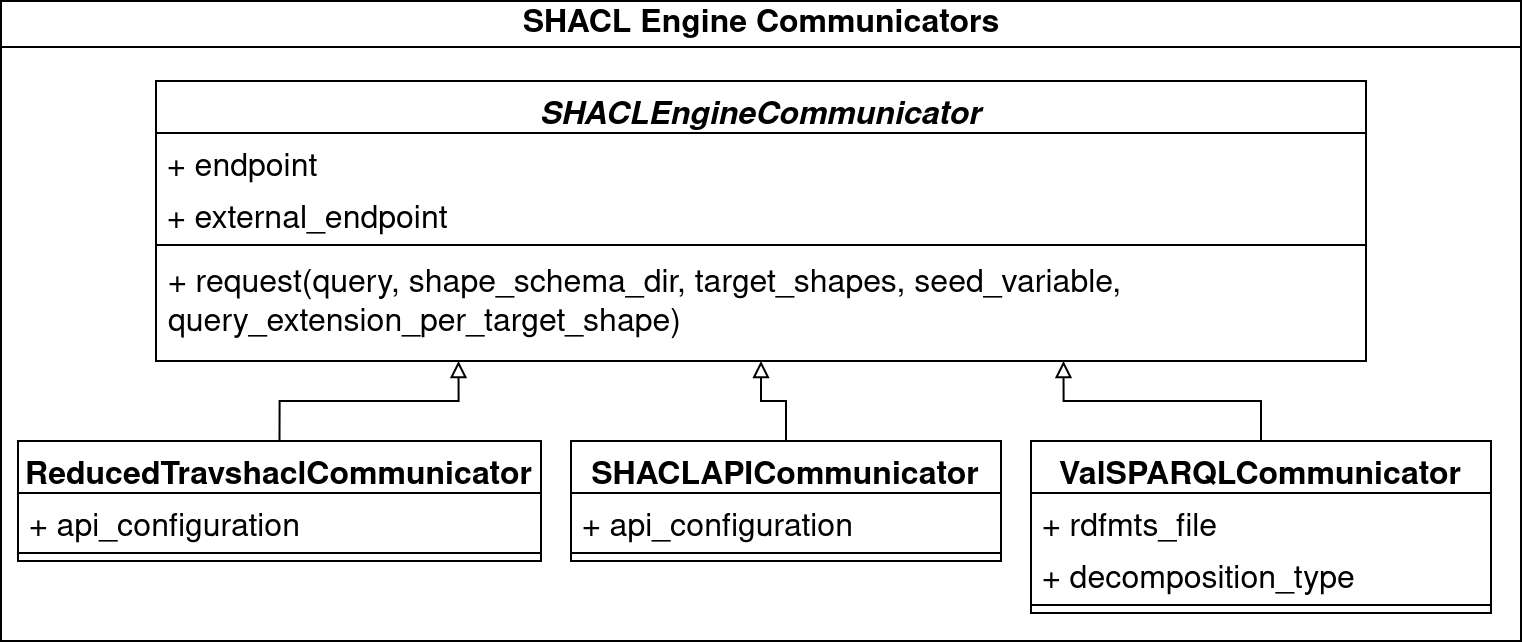 SHACL Engine Communicators
SHACLEngineCommunicator
+ endpoint
+ external_endpoint
+ request(query, shape_schema_dir, target_shapes, seed_variable,
query_extension_per_target_shape)
ReducedTravshaclCommunicator
+ api_configuration
SHACLAPICommunicator
+ api_configuration
ValSPARQLCommunicator
+ rdfmts_file
+ decomposition_type